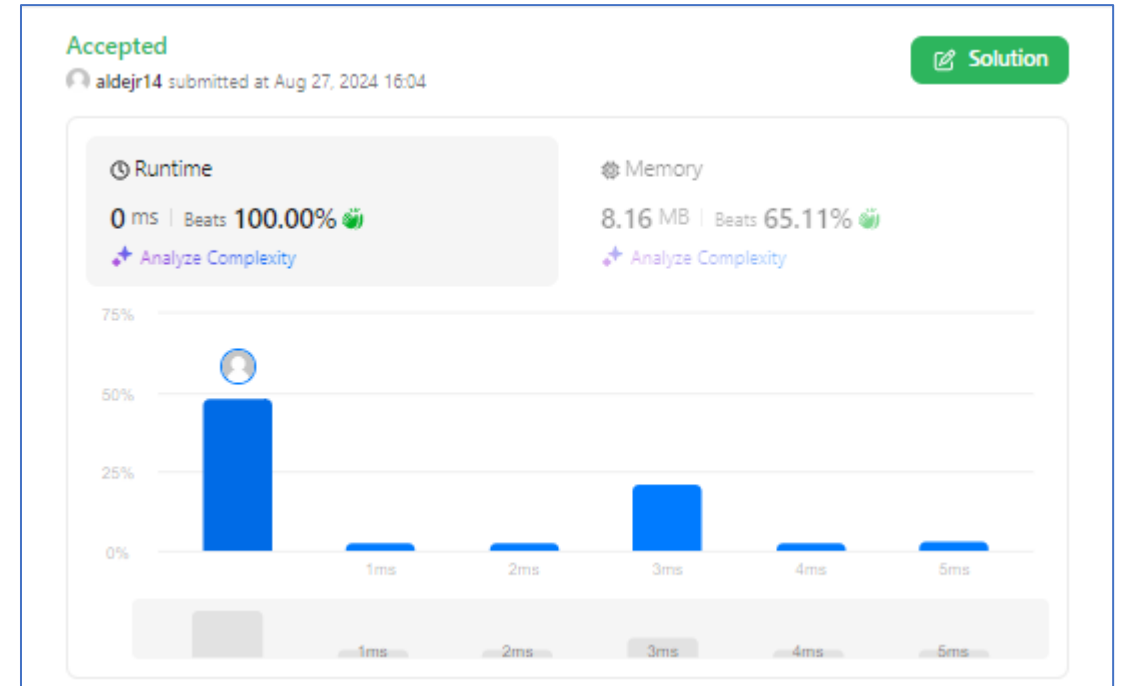 Accepted
Solution
aldejr14 submitted at Aug 27, 2024 16:04
Runtime
Memory
0 ms | Beats 100.00%
8.16 MB | Beats 65.11%
Analyze Complexity
Analyze Complexity
75%
50%
25%
0%
1ms 2ms 3ms 4ms 5ms
1ms 2ms 3ms 4ms 5ms